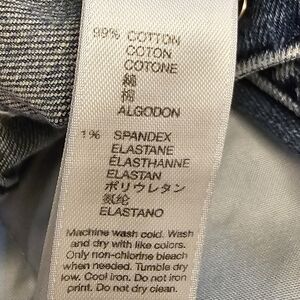 99% COTTON
COTON
COTONE
綿
棉
ALGODON
1% SPANDEX
ELASTANE
ÉLASTHANNE
ELASTAN
ポリウレタン
氨纶
ELASTANO
Machine wash cold. Wash
and dry with like colors.
Only non-chlorine bleach
when needed. Tumble dry
low. Cool iron. Do not iron
print. Do not dry clean.